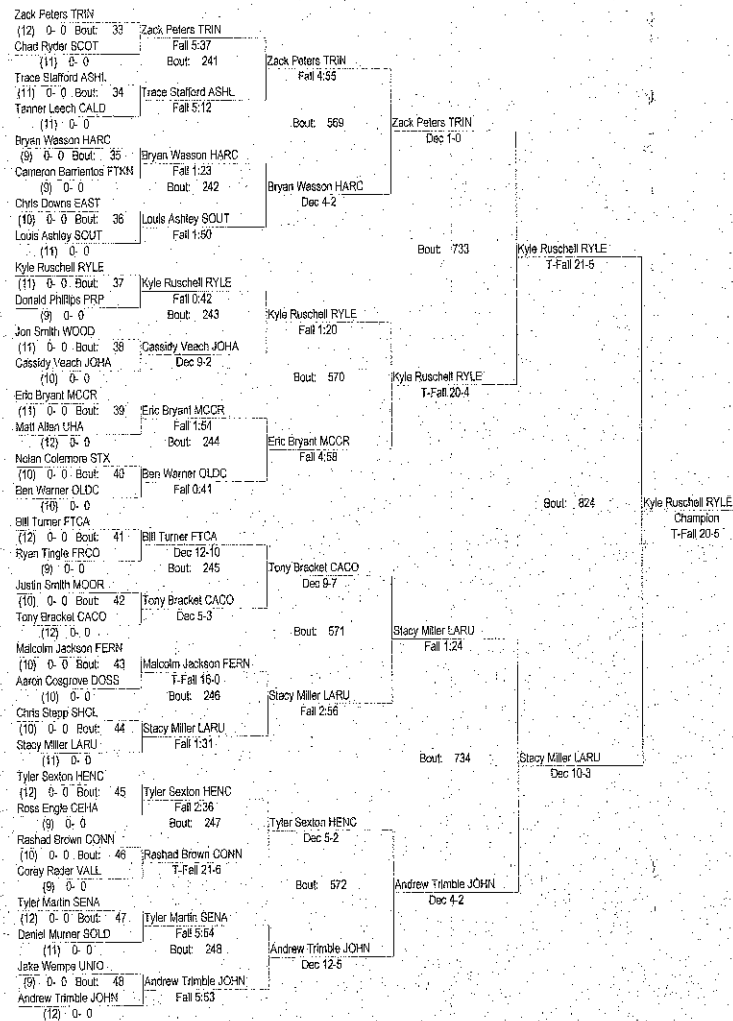 Zack Peters TRIN
(12) 0- 0 Bout: 33
Chad Ryder SCOT
(11) 0- 0
Trace Stafford ASHL
(11) 0- 0 Bout: 34
Tanner Leech CALD
(11) 0- 0
Bryan Wasson HARC
(9) 0- 0 Bout: 35
Cameron Barrientos FTKN
(9) 0- 0
Chris Downs EAST
(10) 0- 0 Bout: 36
Louis Ashley SOUT
(11) 0- 0
Kyle Ruschell RYLE
(11) 0- 0 Bout: 37
Donald Phillips PRP
(9) 0- 0
Jon Smith WOOD
(11) 0- 0 Bout: 38
Cassidy Veach JOHA
(10) 0- 0
Eric Bryant MCCR
(11) 0- 0 Bout: 39
Matt Allen UHA
(12) 0- 0
Nolan Colemore STX
(10) 0- 0 Bout: 40
Ben Warner OLDC
(10) 0- 0
Bill Turner FTCA
(12) 0- 0 Bout: 41
Ryan Tingle FRCO
(9) 0- 0
Justin Smith MOOR
(10) 0- 0 Bout: 42
Tony Bracket CACO
(12) 0- 0
Malcolm Jackson FERN
(10) 0- 0 Bout: 43
Aaron Cosgrove DOSS
(10) 0- 0
Chris Stepp SHCL
(10) 0- 0 Bout: 44
Stacy Miller LARU
(11) 0- 0
Tyler Sexton HENC
(12) 0- 0 Bout: 45
Ross Engle CEHA
(9) 0- 0
Rashad Brown CONN
(10) 0- 0 Bout: 46
Corey Rader VALL
(9) 0- 0
Tyler Martin SENA
(12) 0- 0 Bout: 47
Daniel Murner SOLD
(11) 0- 0
Jake Wempe UNIO
(9) 0- 0 Bout: 48
Andrew Trimble JOHN
(12) 0- 0
Zack Peters TRIN
Fall 5:37
Bout: 241
Trace Stafford ASHL
Fall 5:12
Bryan Wasson HARC
Fall 1:23
Bout: 242
Louis Ashley SOUT
Fall 1:50
Kyle Ruschell RYLE
Fall 0:42
Bout: 243
Cassidy Veach JOHA
Dec 9-2
Eric Bryant MCCR
Fall 1:54
Bout: 244
Ben Warner OLDC
Fall 0:41
Bill Turner FTCA
Dec 12-10
Bout: 245
Tony Bracket CACO
Dec 5-3
Malcolm Jackson FERN
T-Fall 16-0
Bout: 246
Stacy Miller LARU
Fall 1:31
Tyler Sexton HENC
Fall 2:36
Bout: 247
Rashad Brown CONN
T-Fall 21-6
Tyler Martin SENA
Fall 5:54
Bout: 248
Andrew Trimble JOHN
Fall 5:53
Zack Peters TRIN
Fall 4:55
Bout: 569
Bryan Wasson HARC
Dec 4-2
Kyle Ruschell RYLE
Fall 1:20
Bout: 570
Eric Bryant MCCR
Fall 4:58
Tony Bracket CACO
Dec 9-7
Bout: 571
Stacy Miller LARU
Fall 2:56
Tyler Sexton HENC
Dec 5-2
Bout: 572
Andrew Trimble JOHN
Dec 12-5
Zack Peters TRIN
Dec 1-0
Bout: 733
Kyle Ruschell RYLE
T-Fall 20-4
Stacy Miller LARU
Fall 1:24
Bout: 734
Andrew Trimble JOHN
Dec 4-2
Kyle Ruschell RYLE
T-Fall 21-5
Bout: 824
Stacy Miller LARU
Dec 10-3
Kyle Ruschell RYLE
Champion
T-Fall 20-5